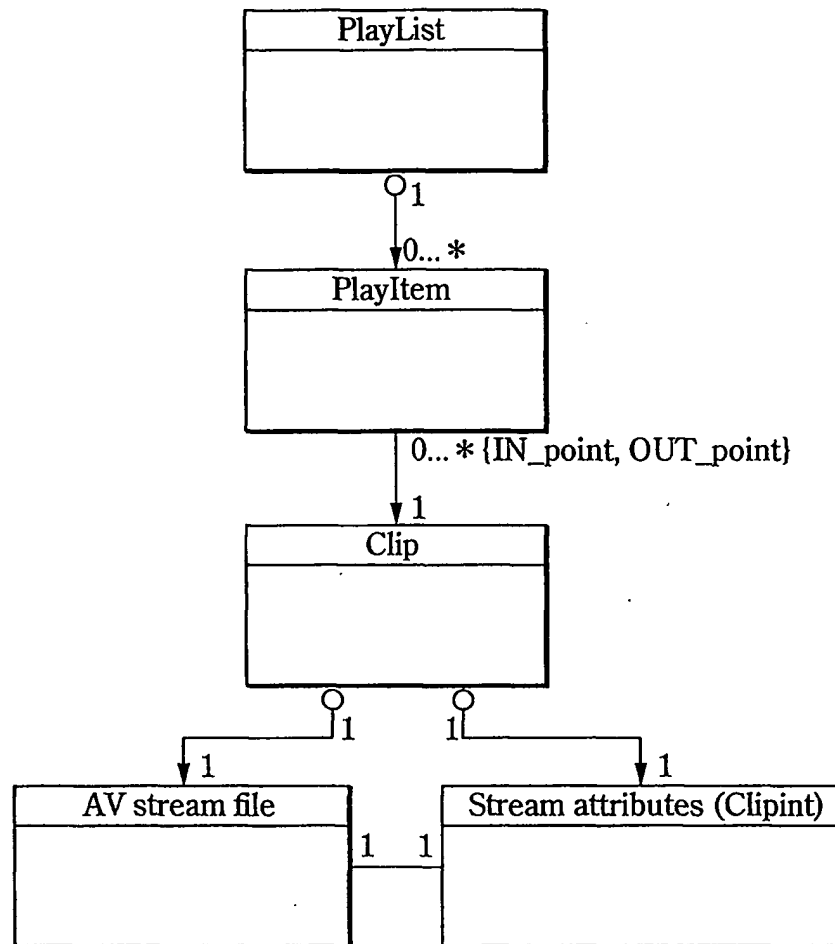 PlayList
1
0... *
PlayItem
0... * {IN_point, OUT_point}
1
Clip
1 1
1 1
AV stream file Stream attributes (Clipint)
1 1